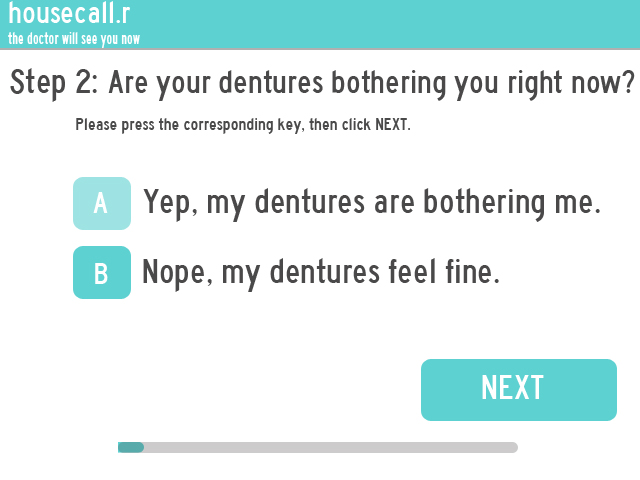 housecall.r
the doctor will see you now
Step 2: Are your dentures bothering you right now?
Please press the corresponding key, then click NEXT.
A Yep, my dentures are bothering me.
B Nope, my dentures feel fine.
NEXT